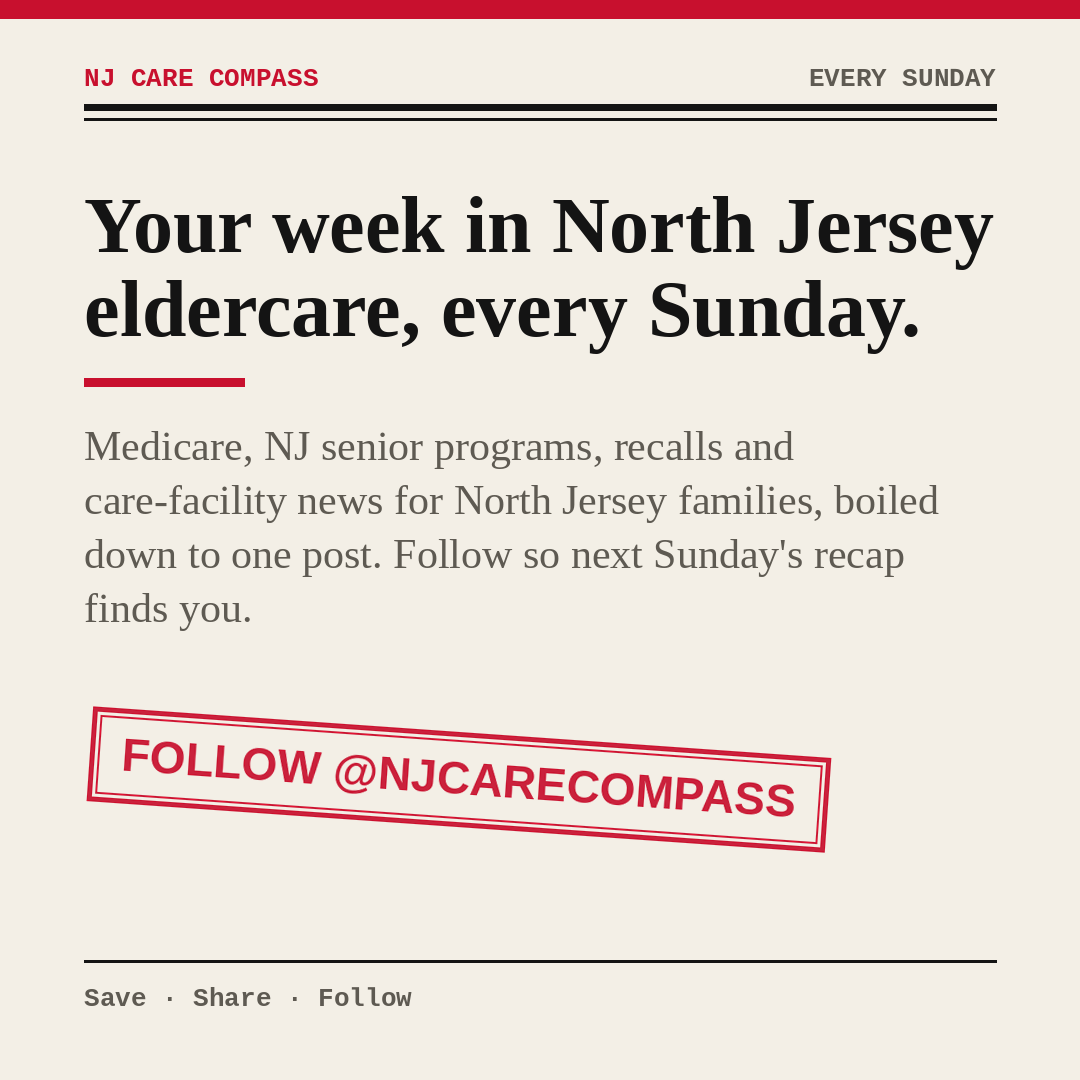 NJ CARE COMPASS
EVERY SUNDAY
Your week in North Jersey
eldercare, every Sunday.
Medicare, NJ senior programs, recalls and
care-facility news for North Jersey families, boiled
down to one post. Follow so next Sunday's recap
finds you.
FOLLOW @NJCARECOMPASS
Save · Share · Follow